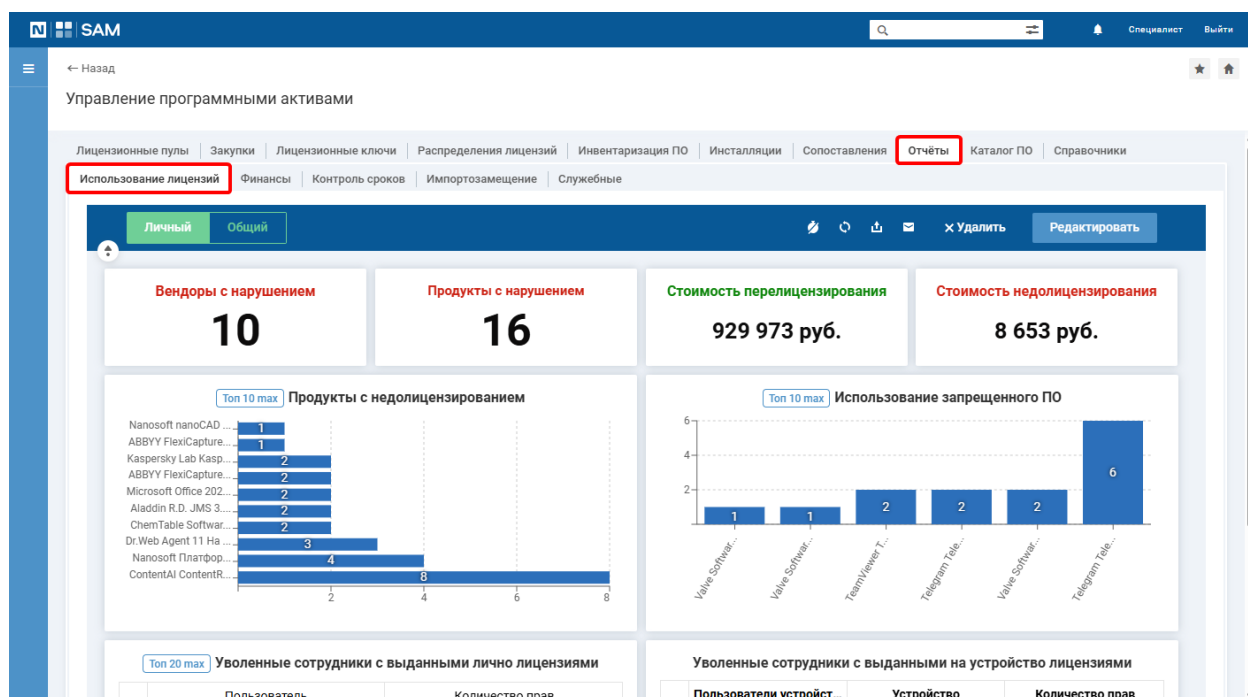 N SAM
Специалист Выйти
← Назад
Управление программными активами
Лицензионные пулы Закупки Лицензионные ключи Распределения лицензий Инвентаризация ПО Инсталляции Сопоставления Отчёты Каталог ПО Справочники
Использование лицензий Финансы Контроль сроков Импортозамещение Служебные
Личный Общий Удалить Редактировать
Вендоры с нарушением
10
Продукты с нарушением
16
Стоимость перелицензирования
929 973 руб.
Стоимость недолицензирования
8 653 руб.
Топ 10 max Продукты с недолицензированием
Nanosoft nanoCAD ... 1
ABBYY FlexiCapture... 1
Kaspersky Lab Kasp... 2
ABBYY FlexiCapture... 2
Microsoft Office 202... 2
Aladdin R.D. JMS 3.... 2
ChemTable Softwar... 2
Dr.Web Agent 11 На ... 3
Nanosoft Платфор... 4
ContentAI ContentR... 8
2 4 6 8
Топ 10 max Использование запрещенного ПО
6
4
2
1 1 2 2 2 6
Valve Softwar... Valve Softwar... TeamViewer T... Telegram Tele... Valve Softwar... Telegram Tele...
Топ 20 max Уволенные сотрудники с выданными лично лицензиями
Пользователь Количество прав
Уволенные сотрудники с выданными на устройство лицензиями
Пользователи устройст... Устройство Количество прав